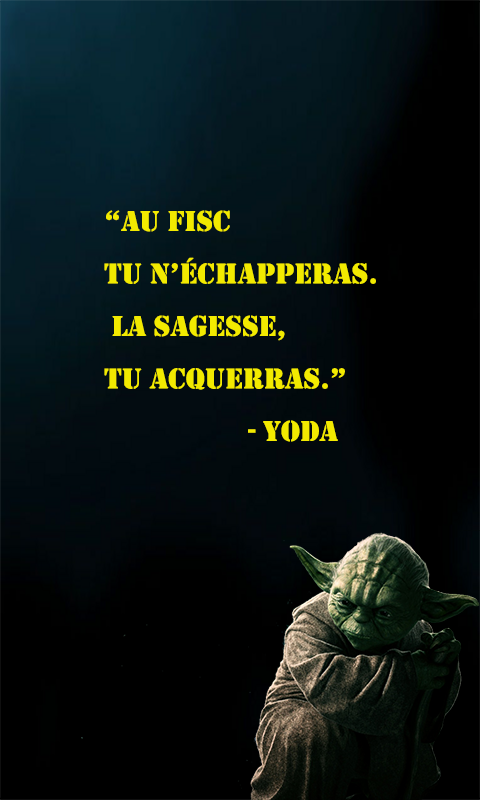 “AU FISC
TU N’ÉCHAPPERAS.
LA SAGESSE,
TU ACQUERRAS.”
- YODA